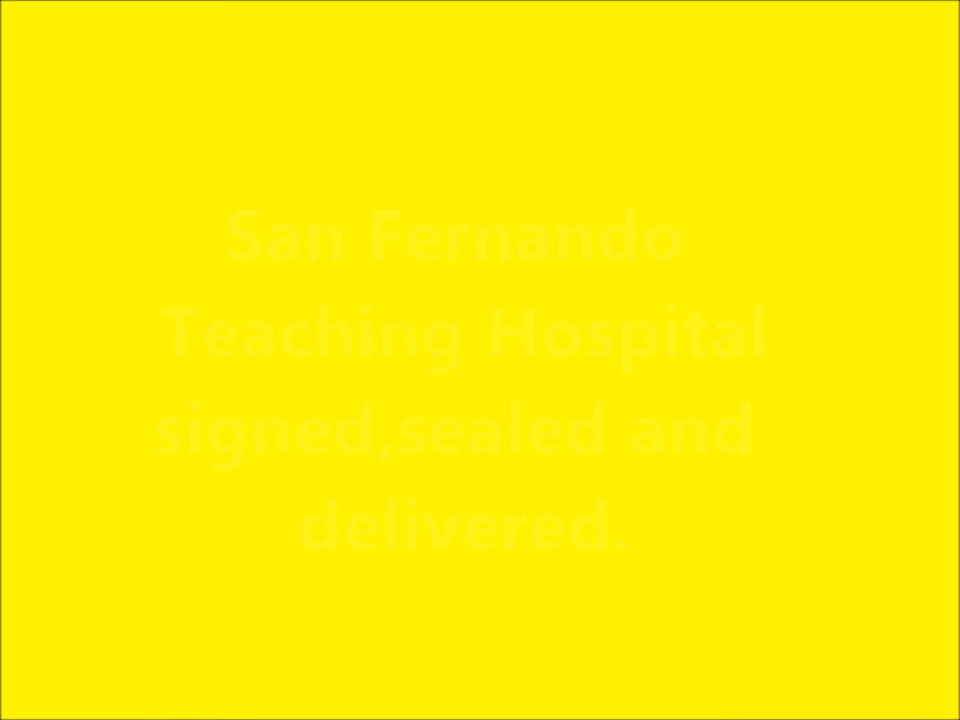 San Fernando
Teaching Hospital
signed,sealed and
delivered.